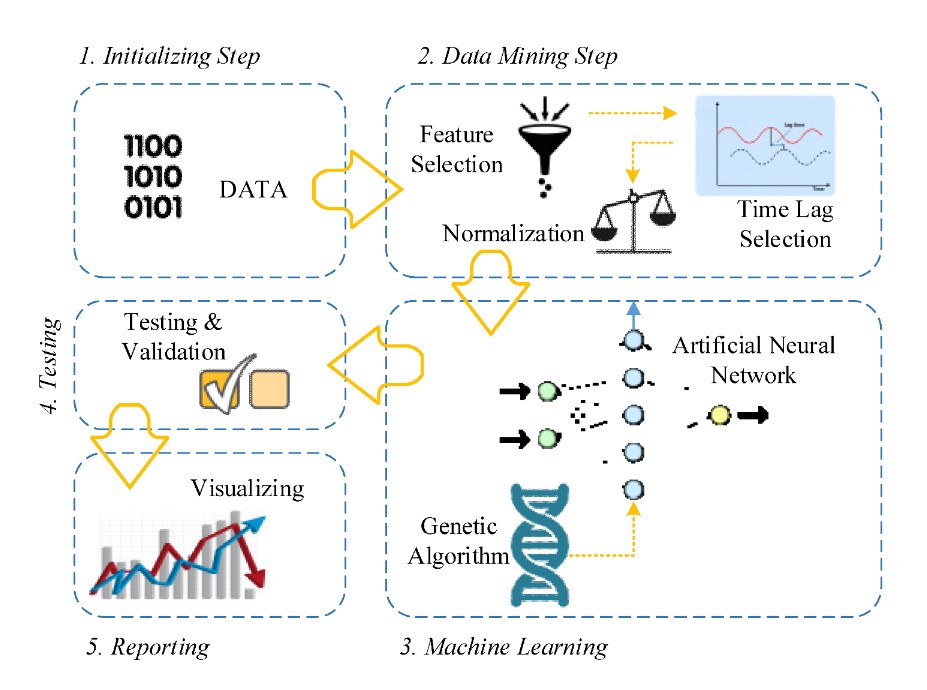 1. Initializing Step
1100
1010
0101
DATA
2. Data Mining Step
Feature
Selection
Lag time
Time
Time Lag
Selection
Normalization
3. Machine Learning
Artificial Neural
Network
Genetic
Algorithm
4. Testing
Testing &
Validation
Visualizing
5. Reporting